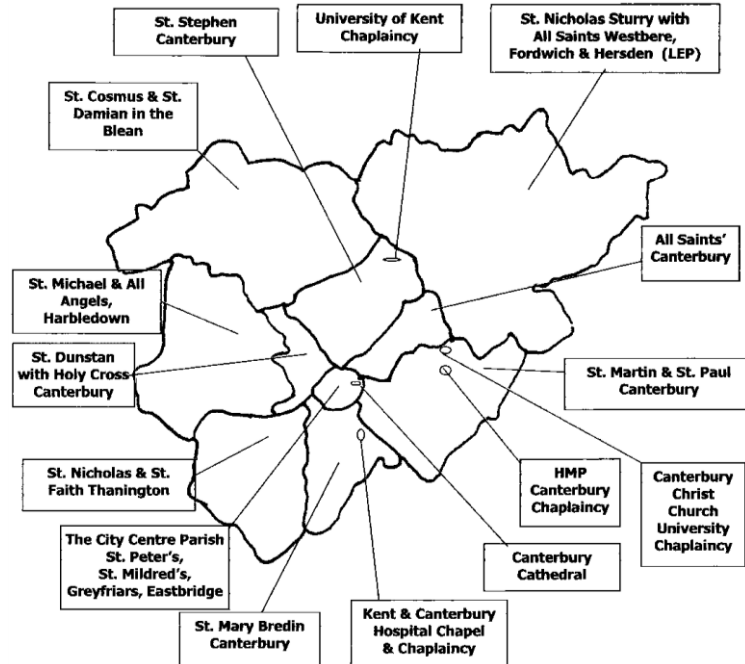 St. Stephen
Canterbury
University of Kent
Chaplaincy
St. Nicholas Sturry with
All Saints Westbere,
Fordwich & Hersden (LEP)
St. Cosmus & St.
Damian in the
Blean
All Saints'
Canterbury
St. Michael & All
Angels,
Harbledown
St. Dunstan
with Holy Cross
Canterbury
St. Martin & St. Paul
Canterbury
St. Nicholas & St.
Faith Thanington
HMP
Canterbury
Chaplaincy
Canterbury
Christ
Church
University
Chaplaincy
The City Centre Parish
St. Peter's,
St. Mildred's,
Greyfriars, Eastbridge
Canterbury
Cathedral
St. Mary Bredin
Canterbury
Kent & Canterbury
Hospital Chapel
& Chaplaincy